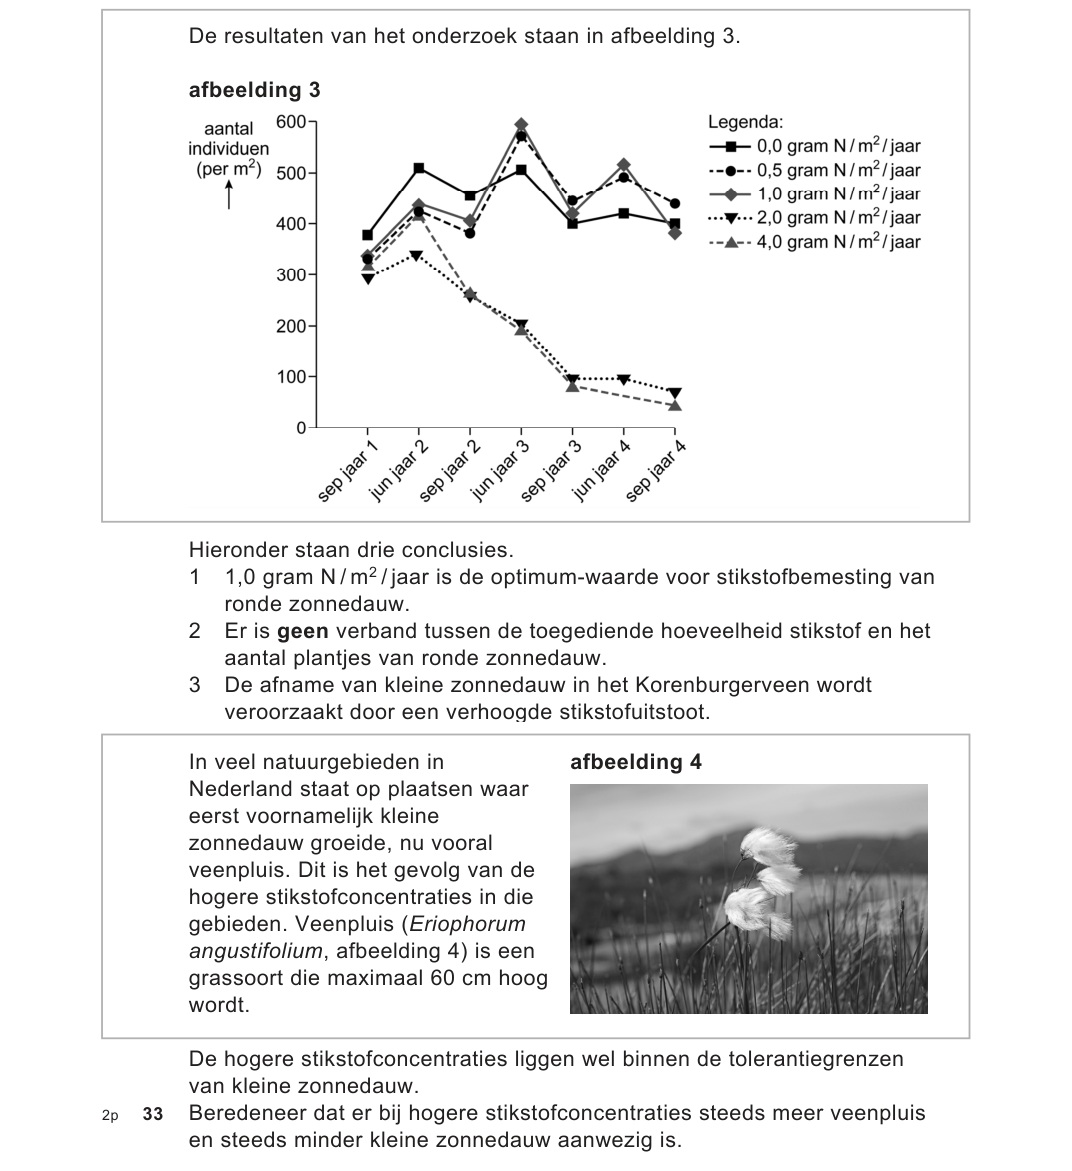 De resultaten van het onderzoek staan in afbeelding 3.
afbeelding 3
aantal
individuen
(per m²)
600
500
400
300
200
100
0
sep jaar 1
jun jaar 2
sep jaar 2
jun jaar 3
sep jaar 3
jun jaar 4
sep jaar 4
Legenda:
0,0 gram N / m² / jaar
0,5 gram N / m² / jaar
1,0 gram N / m² / jaar
2,0 gram N / m² / jaar
4,0 gram N / m² / jaar
Hieronder staan drie conclusies.
1 1,0 gram N / m² / jaar is de optimum-waarde voor stikstofbemesting van
ronde zonnedauw.
2 Er is geen verband tussen de toegediende hoeveelheid stikstof en het
aantal plantjes van ronde zonnedauw.
3 De afname van kleine zonnedauw in het Korenburgerveen wordt
veroorzaakt door een verhoogde stikstofuitstoot.
In veel natuurgebieden in
Nederland staat op plaatsen waar
eerst voornamelijk kleine
zonnedauw groeide, nu vooral
veenpluis. Dit is het gevolg van de
hogere stikstofconcentraties in die
gebieden. Veenpluis (Eriophorum
angustifolium, afbeelding 4) is een
grassoort die maximaal 60 cm hoog
wordt.
afbeelding 4
De hogere stikstofconcentraties liggen wel binnen de tolerantiegrenzen
van kleine zonnedauw.
2p 33 Beredeneer dat er bij hogere stikstofconcentraties steeds meer veenpluis
en steeds minder kleine zonnedauw aanwezig is.